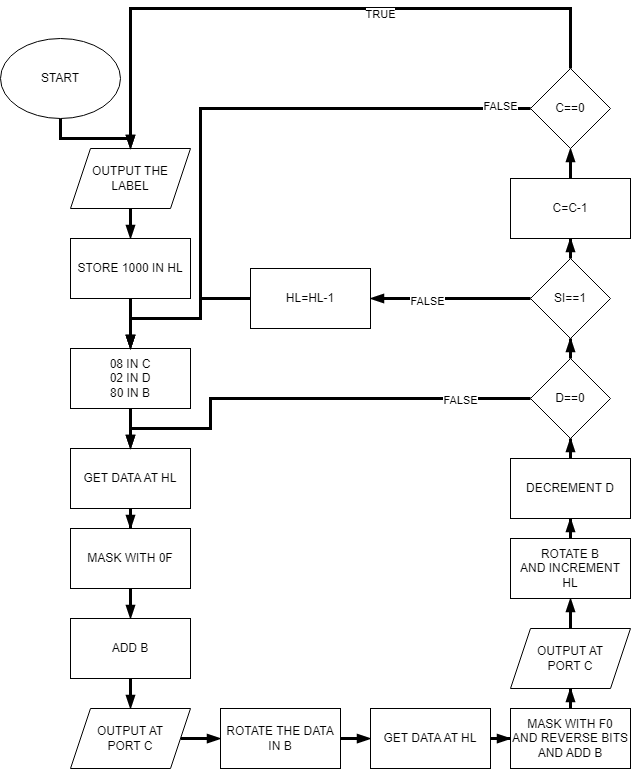 TRUE
START
C==0
FALSE
OUTPUT THE
LABEL
C=C-1
STORE 1000 IN HL
HL=HL-1
FALSE
SI==1
08 IN C
02 IN D
80 IN B
FALSE
D==0
GET DATA AT HL
DECREMENT D
MASK WITH 0F
ROTATE B
AND INCREMENT
HL
ADD B
OUTPUT AT
PORT C
OUTPUT AT
PORT C
ROTATE THE DATA
IN B
GET DATA AT HL
MASK WITH F0
AND REVERSE BITS
AND ADD B